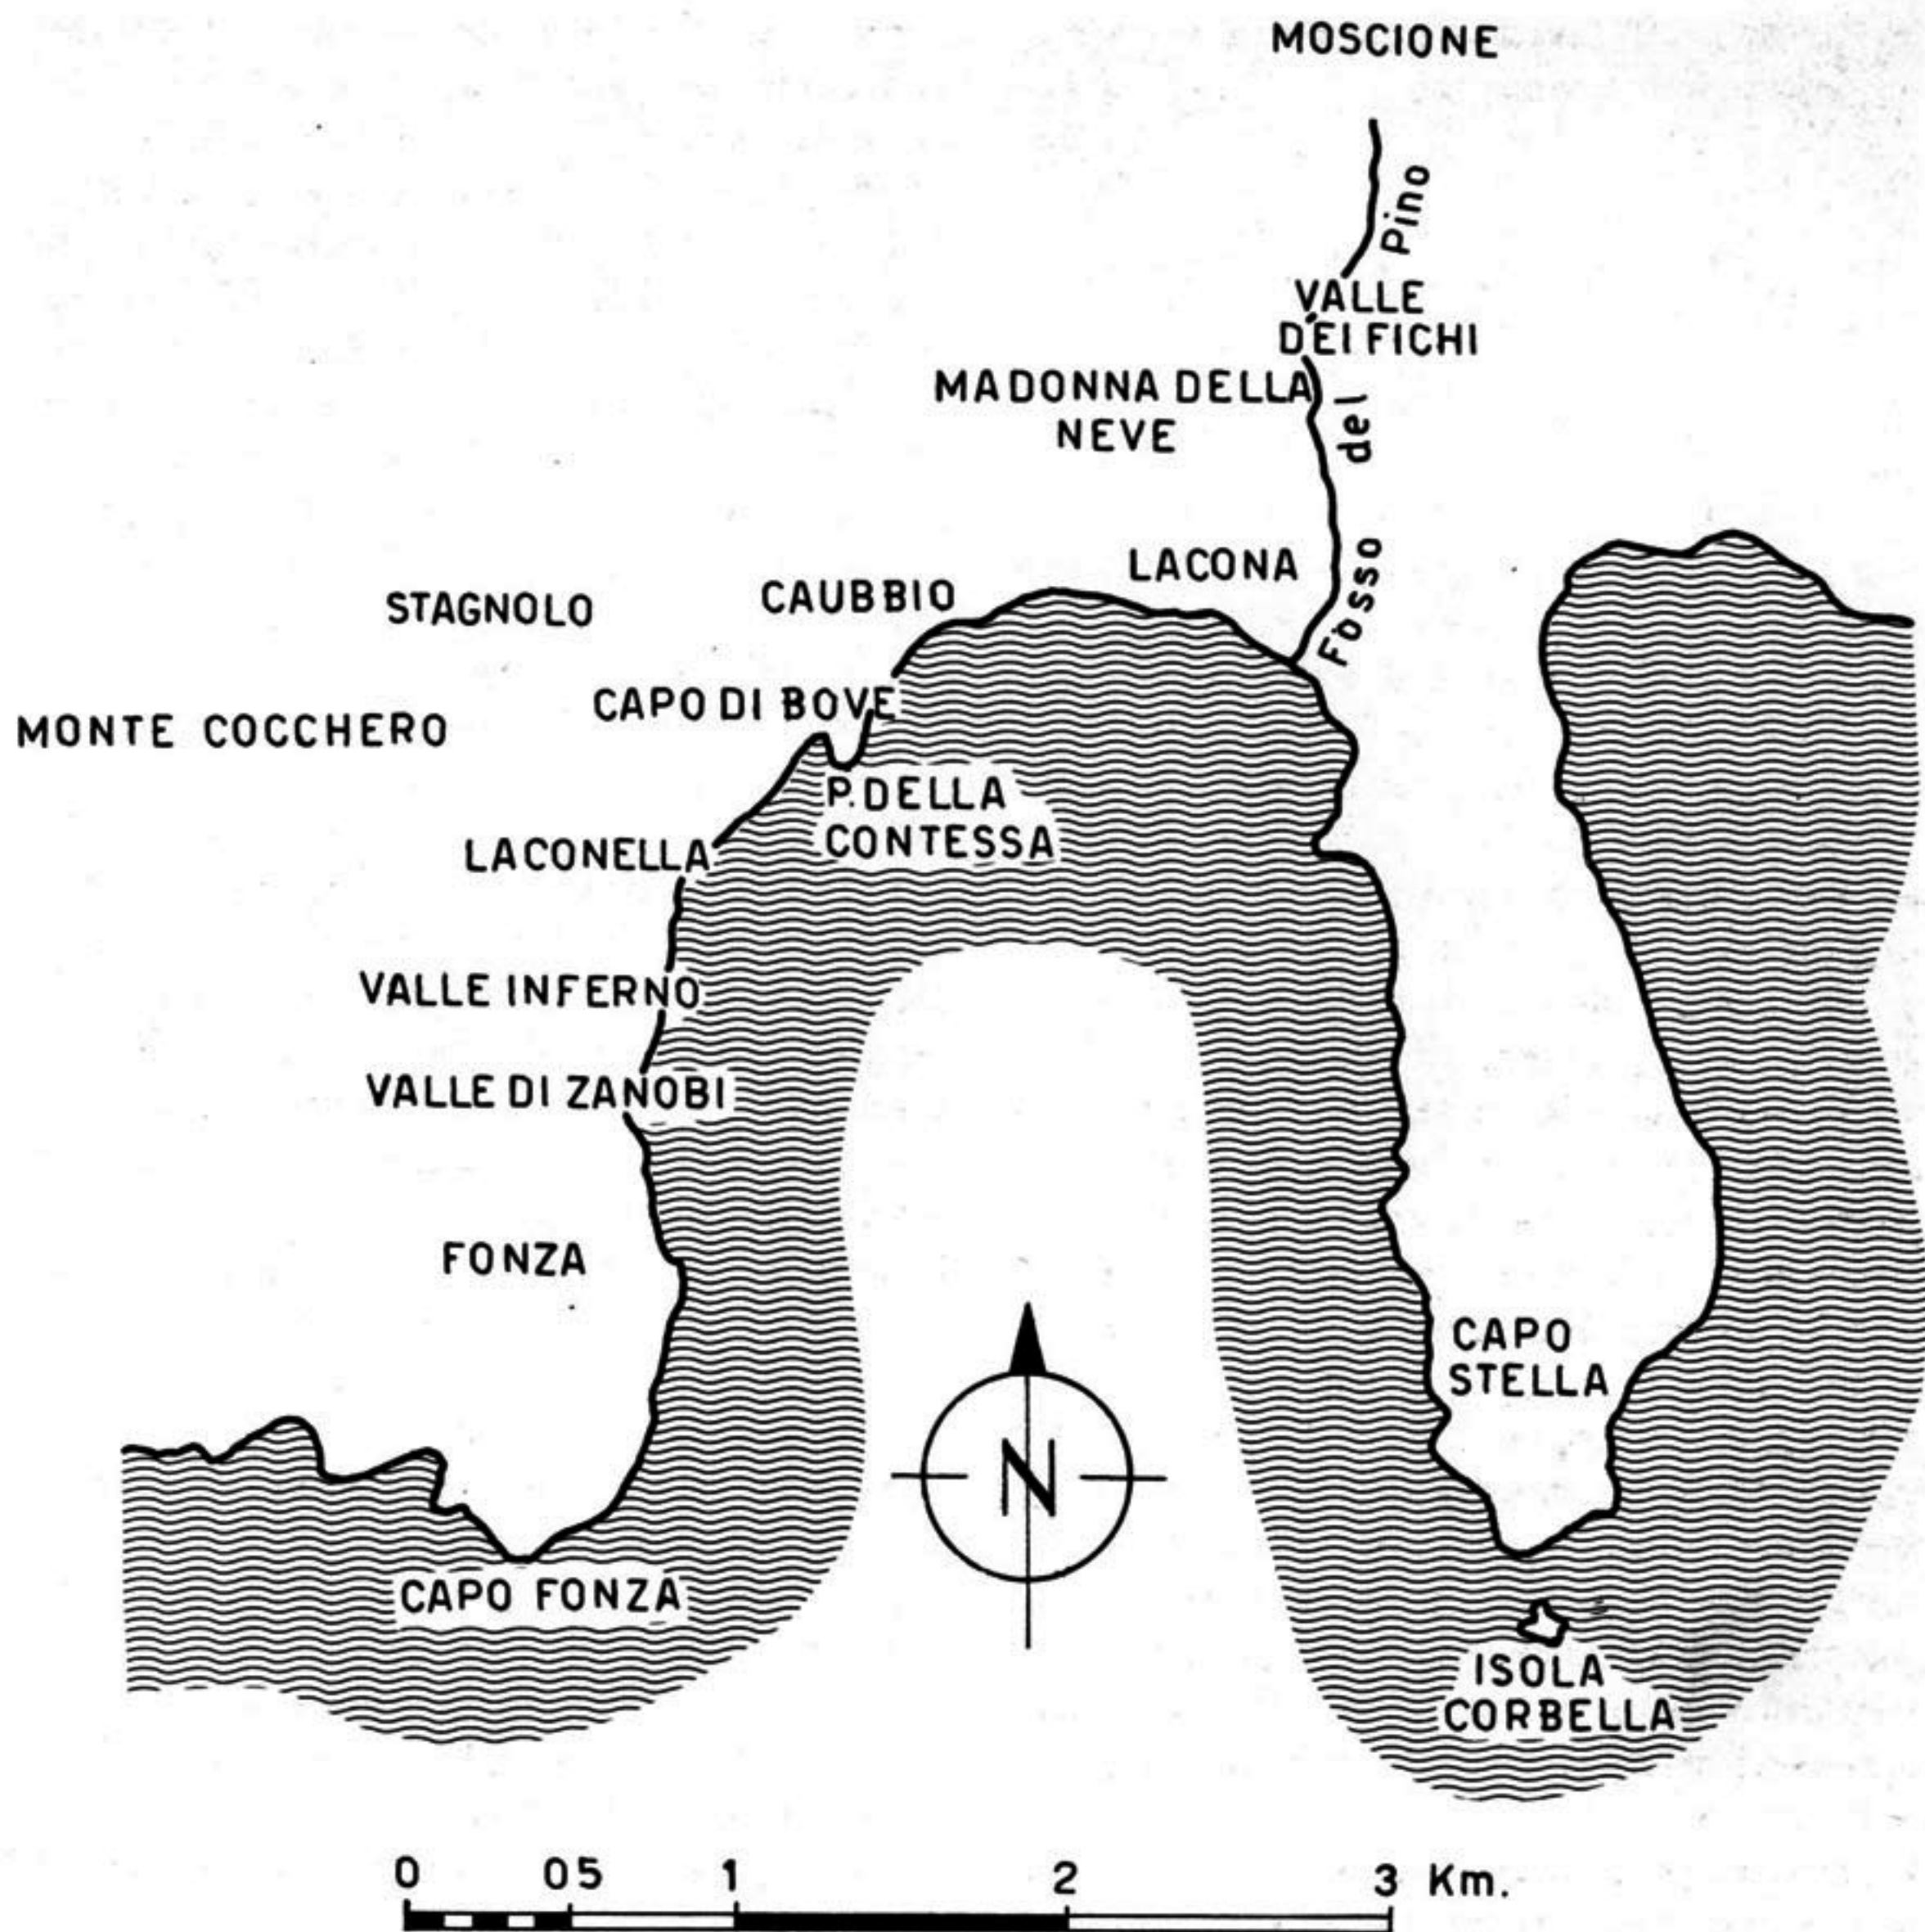 MOSCIONE
Pino
VALLE
DEI FICHI
MADONNA DELLA
NEVE
del
LACONA
Fosso
CAUBBIO
STAGNOLO
CAPO DI BOVE
MONTE COCCHERO
P. DELLA
CONTESSA
LACONELLA
VALLE INFERNO
VALLE DI ZANOBI
FONZA
CAPO
STELLA
N
CAPO FONZA
ISOLA
CORBELLA
0 05 1 2 3 Km.